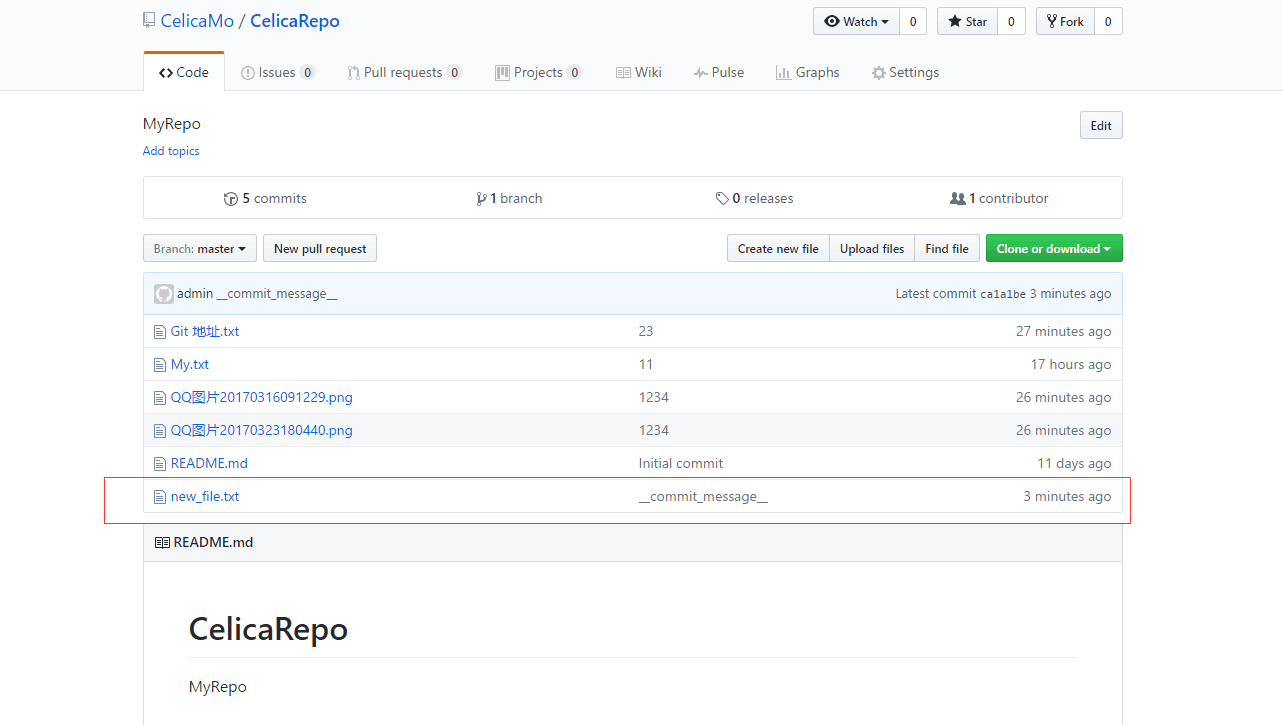 CelicaMo / CelicaRepo
Watch 0 Star 0 Fork 0
Code Issues 0 Pull requests 0 Projects 0 Wiki Pulse Graphs Settings
MyRepo
Edit
Add topics
5 commits 1 branch 0 releases 1 contributor
Branch: master New pull request Create new file Upload files Find file Clone or download
admin __commit_message__ Latest commit ca1a1be 3 minutes ago
Git 地址.txt 23 27 minutes ago
My.txt 11 17 hours ago
QQ图片20170316091229.png 1234 26 minutes ago
QQ图片20170323180440.png 1234 26 minutes ago
README.md Initial commit 11 days ago
new_file.txt __commit_message__ 3 minutes ago
README.md
CelicaRepo
MyRepo